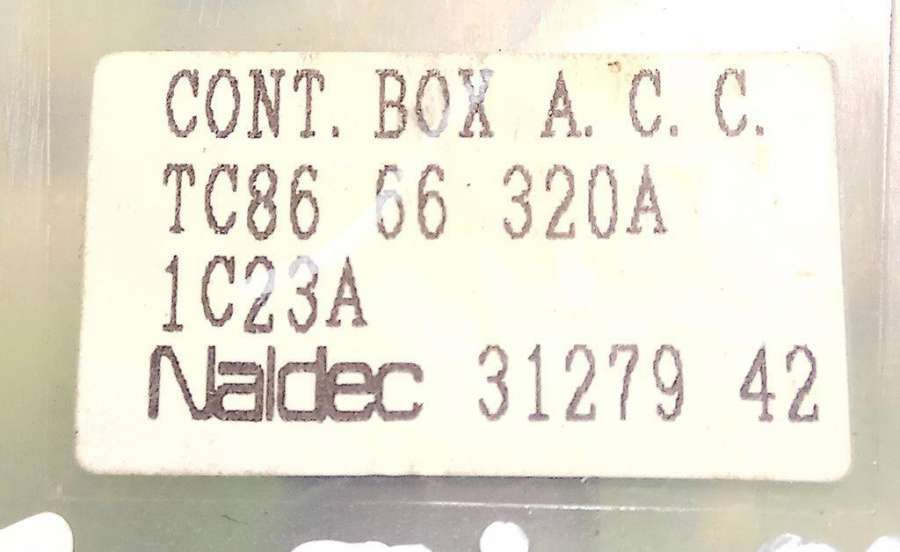 CONT. BOX A. C. C.
TC86 66 320A
1C23A
Naldec 31279 42